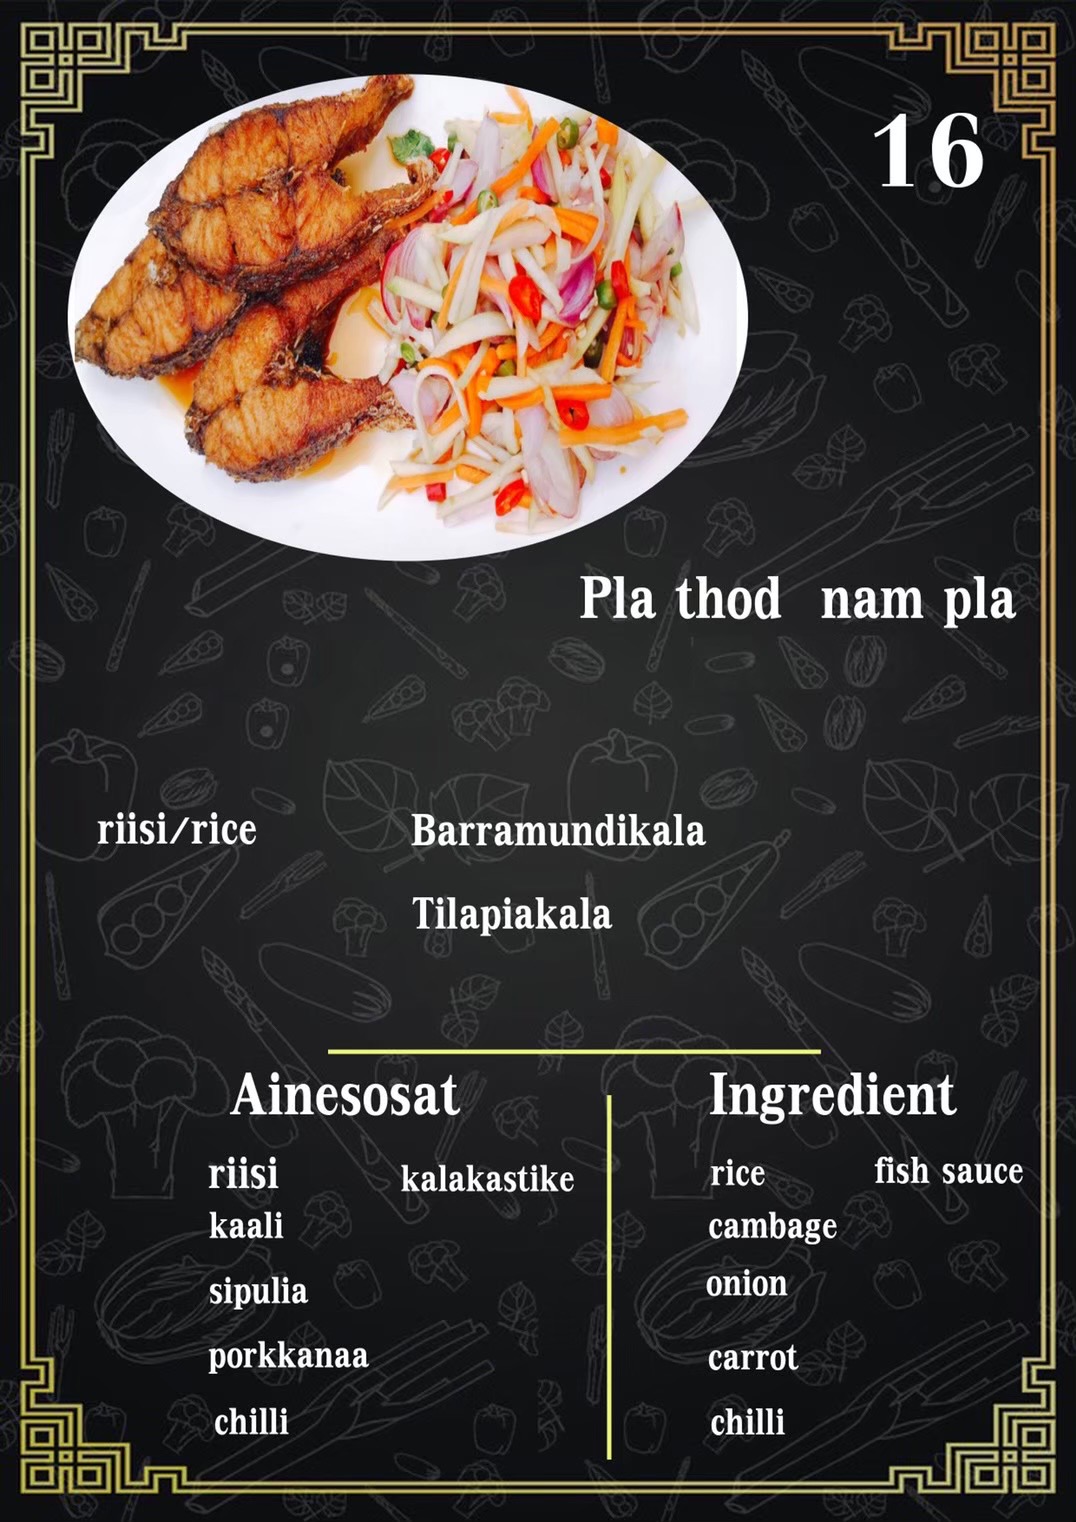 16
Pla thod nam pla
riisi/rice
Barramundikala
Tilapiakala
Ainesosat
riisi
kalakastike
kaali
sipulia
porkkanaa
chilli
Ingredient
rice
fish sauce
cambage
onion
carrot
chilli